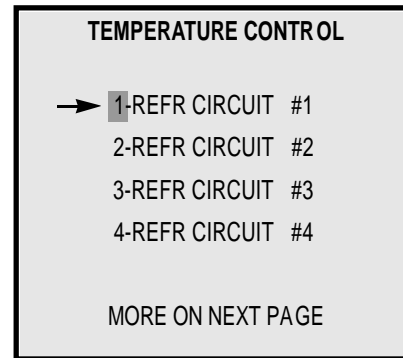 TEMPERATURE CONTROL
1-REFR CIRCUIT #1
2-REFR CIRCUIT #2
3-REFR CIRCUIT #3
4-REFR CIRCUIT #4
MORE ON NEXT PAGE